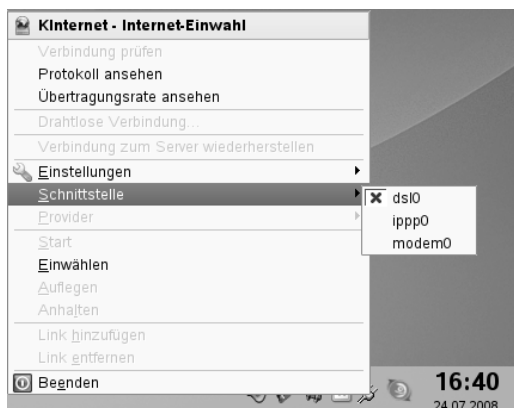 KInternet - Internet-Einwahl
Verbindung prüfen
Protokoll ansehen
Übertragungsrate ansehen
Drahtlose Verbindung...
Verbindung zum Server wiederherstellen
Einstellungen
Schnittstelle
dsl0
ippp0
modem0
Provider
Start
Einwählen
Auflegen
Anhalten
Link hinzufügen
Link entfernen
Beenden
16:40
24.07.2008